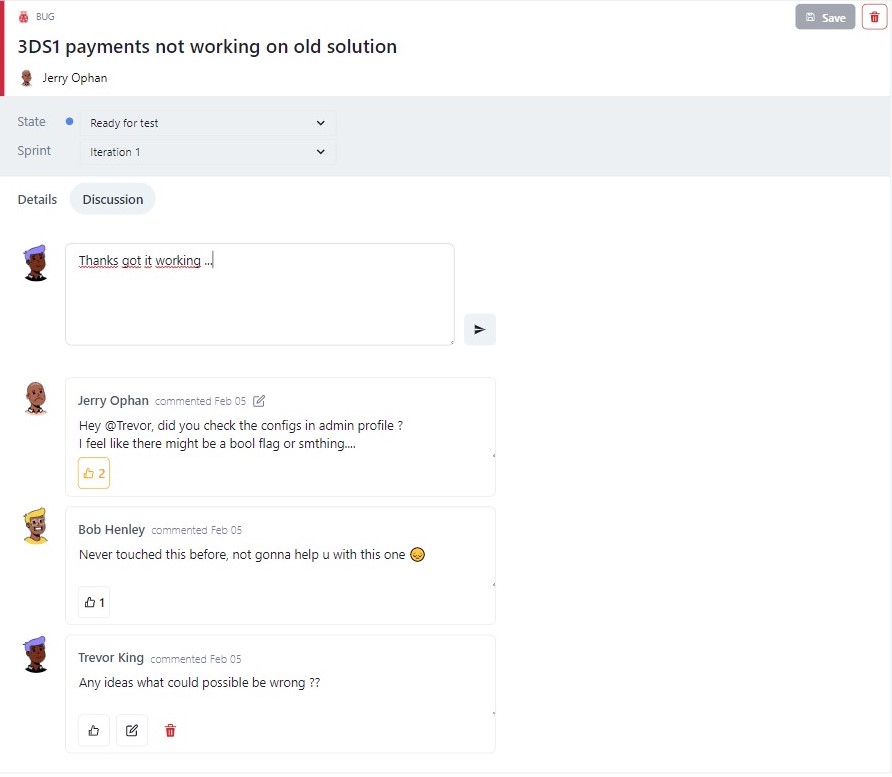 BUG
Save
3DS1 payments not working on old solution
Jerry Ophan
State
Ready for test
Sprint
Iteration 1
Details
Discussion
Thanks got it working ...
Jerry Ophan commented Feb 05
Hey @Trevor, did you check the configs in admin profile ?
I feel like there might be a bool flag or smthing....
2
Bob Henley commented Feb 05
Never touched this before, not gonna help u with this one 😞
1
Trevor King commented Feb 05
Any ideas what could possible be wrong ??